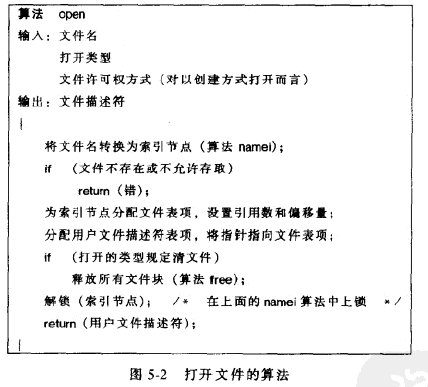 算法 open
输入：文件名
打开类型
文件许可权方式（对以创建方式打开而言）
输出：文件描述符
{
将文件名转换为索引节点（算法 namei）；
if （文件不存在或不允许存取）
return（错）；
为索引节点分配文件表项，设置引用数和偏移量；
分配用户文件描述符表项，将指针指向文件表项；
if （打开的类型规定清文件）
释放所有文件块（算法 free）；
解锁（索引节点）； /* 在上面的 namei 算法中上锁 */
return（用户文件描述符）；
}
图 5-2 打开文件的算法